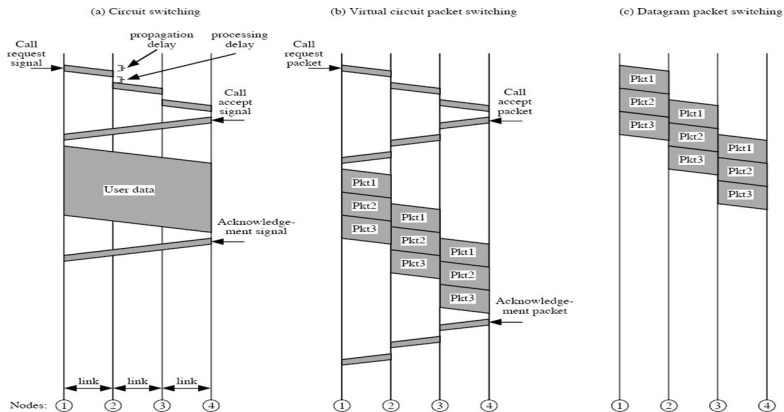 (a) Circuit switching
propagation
delay
processing
delay
Call
request
signal
Call
accept
signal
User data
Acknowledgement
signal
link
link
link
Nodes:
1
2
3
4
(b) Virtual circuit packet switching
Call
request
packet
Call
accept
packet
Pkt1
Pkt2
Pkt3
Pkt1
Pkt2
Pkt3
Pkt1
Pkt2
Pkt3
Acknowledge-
ment packet
1
2
3
4
(c) Datagram packet switching
Pkt1
Pkt2
Pkt3
Pkt1
Pkt2
Pkt3
Pkt1
Pkt2
Pkt3
1
2
3
4